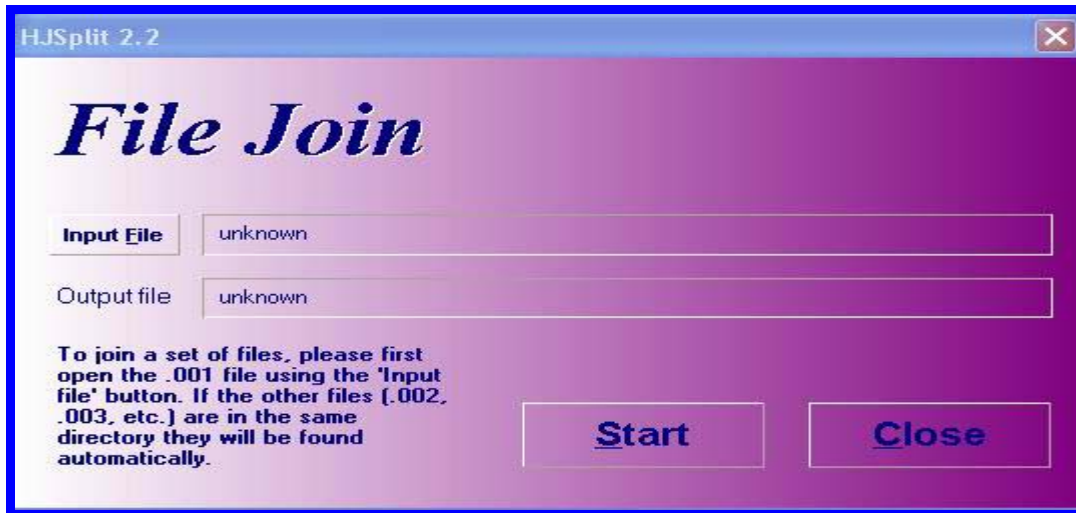 HJSplit 2.2
File Join
Input File
unknown
Output file
unknown
To join a set of files, please first
open the .001 file using the 'Input
file' button. If the other files (.002,
.003, etc.) are in the same
directory they will be found
automatically.
Start
Close